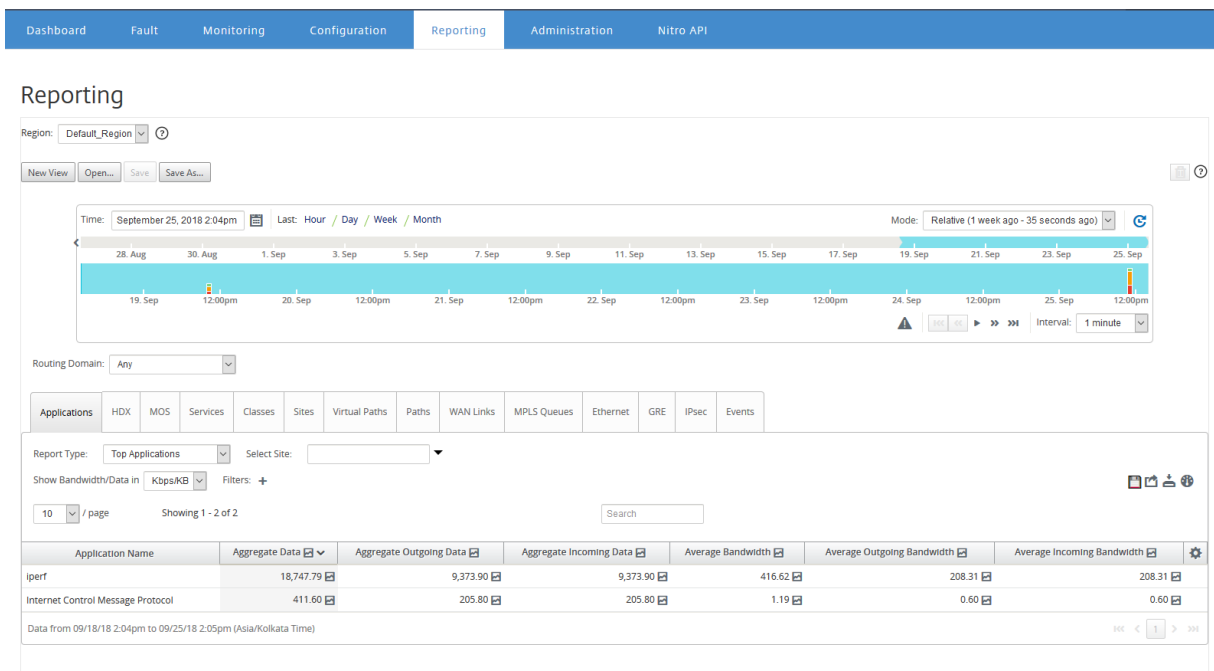 Dashboard Fault Monitoring Configuration Reporting Administration Nitro API
Reporting
Region: Default_Region ?
New View Open... Save Save As... ?
Time: September 25, 2018 2:04pm Last: Hour / Day / Week / Month Mode: Relative (1 week ago - 35 seconds ago)
28. Aug 30. Aug 1. Sep 3. Sep 5. Sep 7. Sep 9. Sep 11. Sep 13. Sep 15. Sep 17. Sep 19. Sep 21. Sep 23. Sep 25. Sep
19. Sep 12:00pm 20. Sep 12:00pm 21. Sep 12:00pm 22. Sep 12:00pm 23. Sep 12:00pm 24. Sep 12:00pm 25. Sep 12:00pm
Interval: 1 minute
Routing Domain: Any
Applications HDX MOS Services Classes Sites Virtual Paths Paths WAN Links MPLS Queues Ethernet GRE IPsec Events
Report Type: Top Applications Select Site:
Show Bandwidth/Data in Kbps/KB Filters: +
10 / page Showing 1 - 2 of 2 Search
Application Name Aggregate Data Aggregate Outgoing Data Aggregate Incoming Data Average Bandwidth Average Outgoing Bandwidth Average Incoming Bandwidth
iperf 18,747.79 9,373.90 9,373.90 416.62 208.31 208.31
Internet Control Message Protocol 411.60 205.80 205.80 1.19 0.60 0.60
Data from 09/18/18 2:04pm to 09/25/18 2:05pm (Asia/Kolkata Time) 1